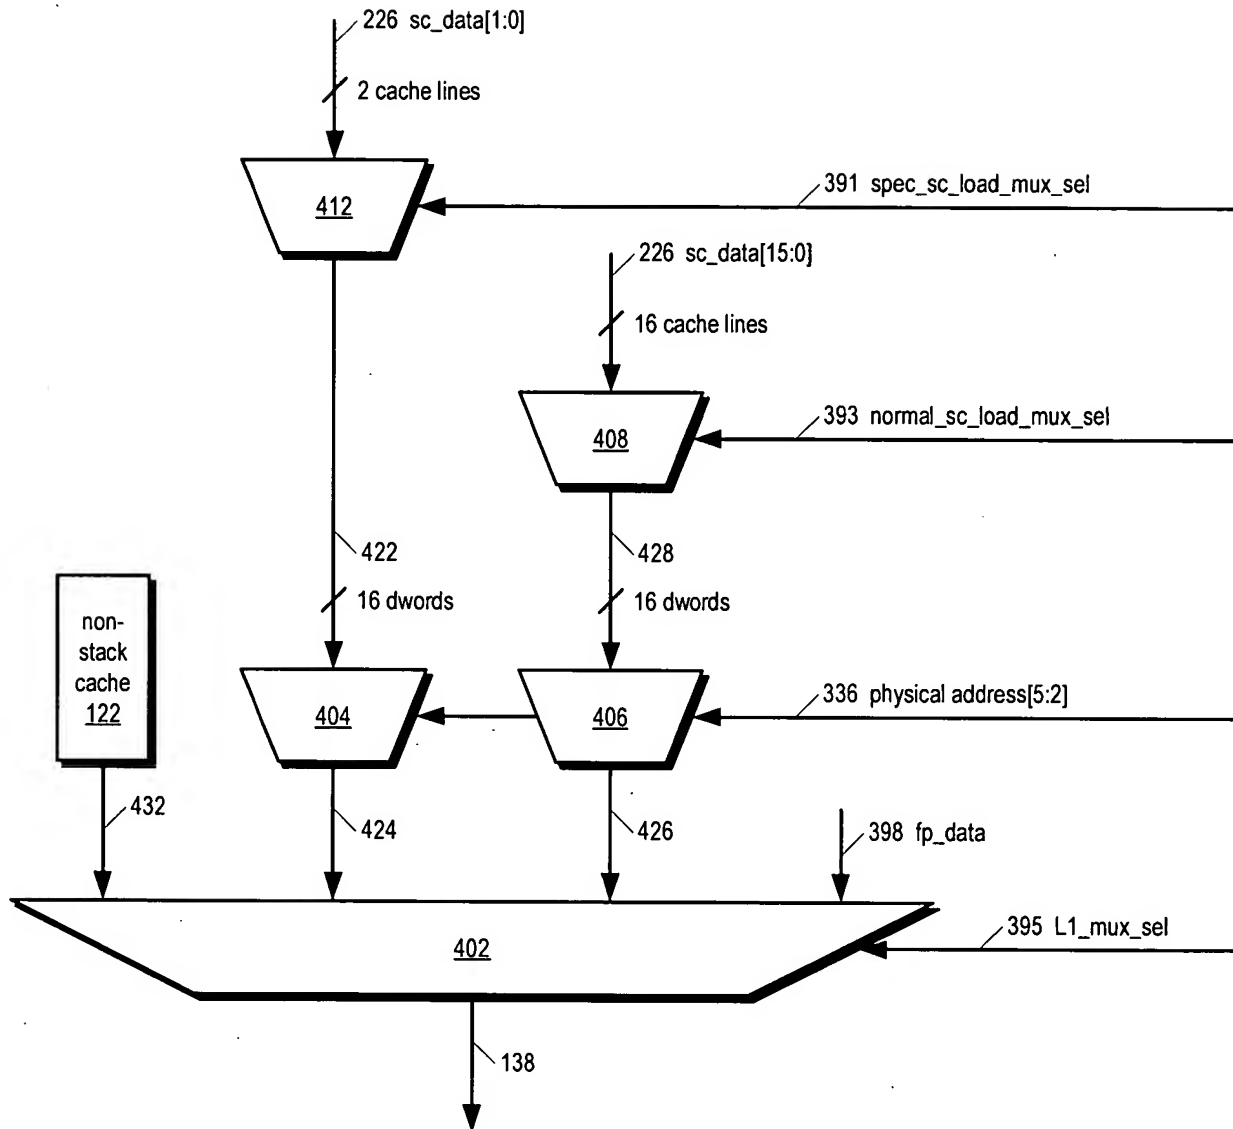 226 sc_data[1:0]
2 cache lines
391 spec_sc_load_mux_sel
412
226 sc_data[15:0]
16 cache lines
393 normal_sc_load_mux_sel
408
422
428
16 dwords
16 dwords
non-
stack
cache
122
404
406
336 physical address[5:2]
432
424
426
398 fp_data
402
395 L1_mux_sel
138